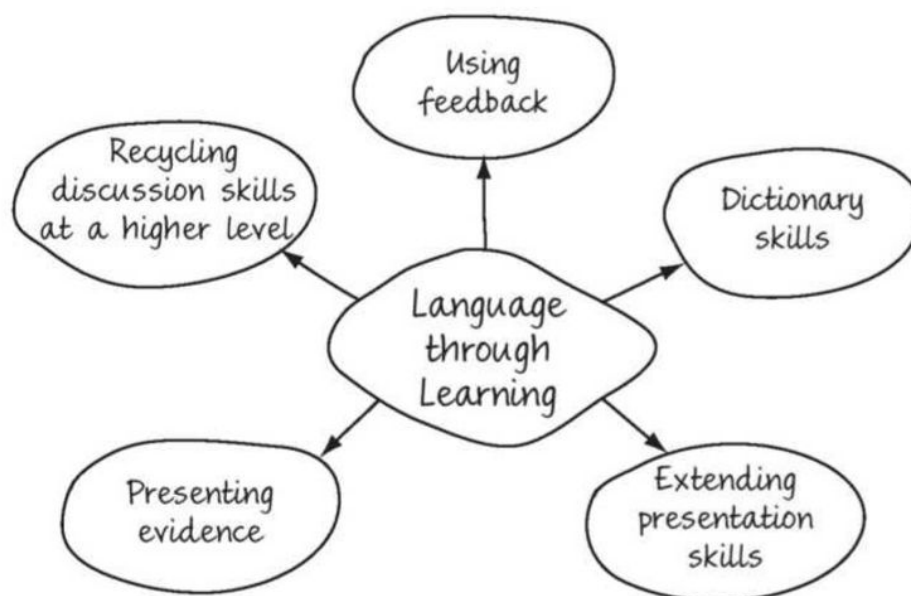 Using
feedback
Recycling
discussion skills
at a higher level
Dictionary
skills
Language
through
Learning
Presenting
evidence
Extending
presentation
skills